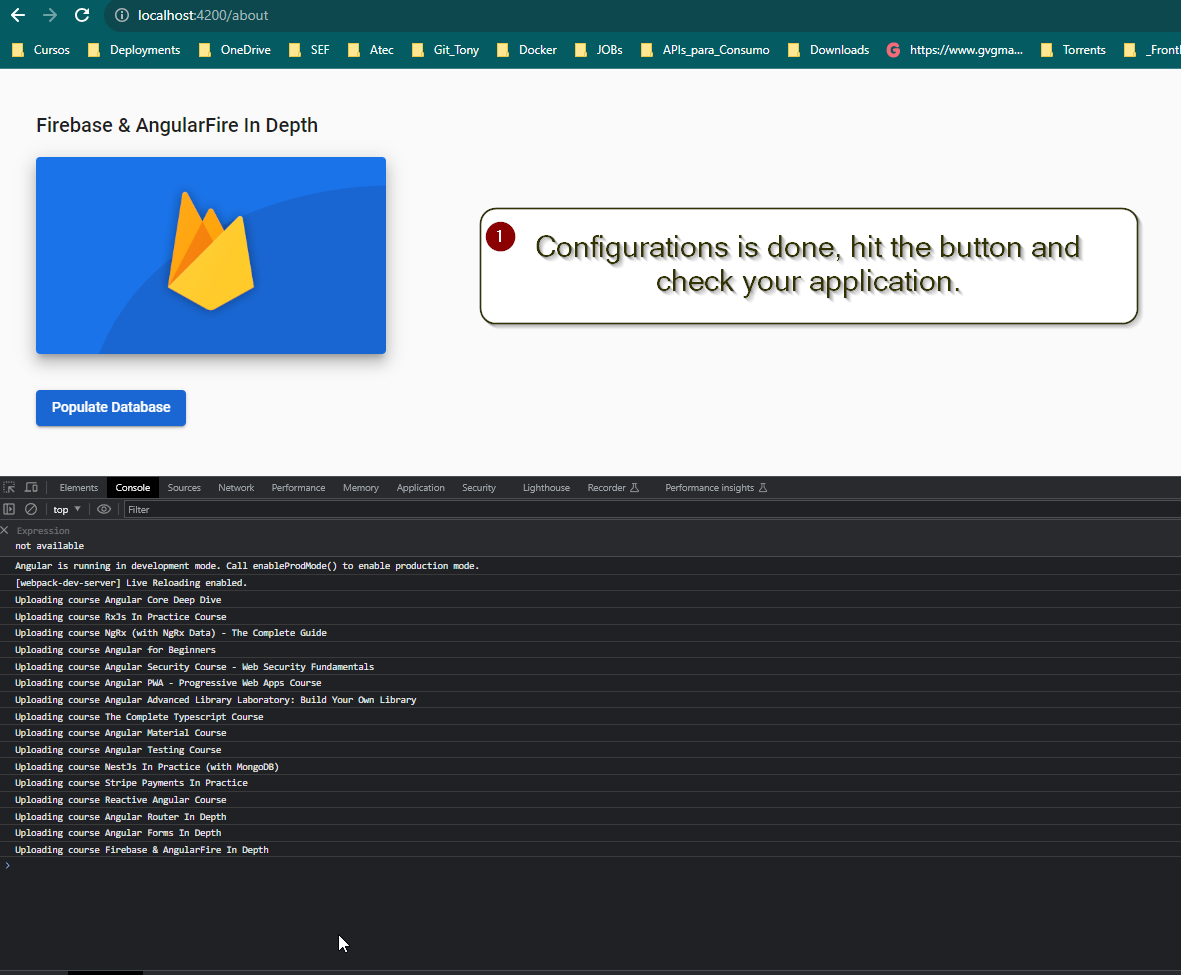 localhost:4200/about
Cursos Deployments OneDrive SEF Atec Git_Tony Docker JOBs APIs_para_Consumo Downloads G https://www.gvgma... Torrents _Frontl
Firebase & AngularFire In Depth
1
Configurations is done, hit the button and
check your application.
Populate Database
Elements Console Sources Network Performance Memory Application Security Lighthouse Recorder Performance insights
top Filter
Expression
not available
Angular is running in development mode. Call enableProdMode() to enable production mode.
[webpack-dev-server] Live Reloading enabled.
Uploading course Angular Core Deep Dive
Uploading course RxJs In Practice Course
Uploading course NgRx (with NgRx Data) - The Complete Guide
Uploading course Angular for Beginners
Uploading course Angular Security Course - Web Security Fundamentals
Uploading course Angular PWA - Progressive Web Apps Course
Uploading course Angular Advanced Library Laboratory: Build Your Own Library
Uploading course The Complete Typescript Course
Uploading course Angular Material Course
Uploading course Angular Testing Course
Uploading course NestJs In Practice (with MongoDB)
Uploading course Stripe Payments In Practice
Uploading course Reactive Angular Course
Uploading course Angular Router In Depth
Uploading course Angular Forms In Depth
Uploading course Firebase & AngularFire In Depth